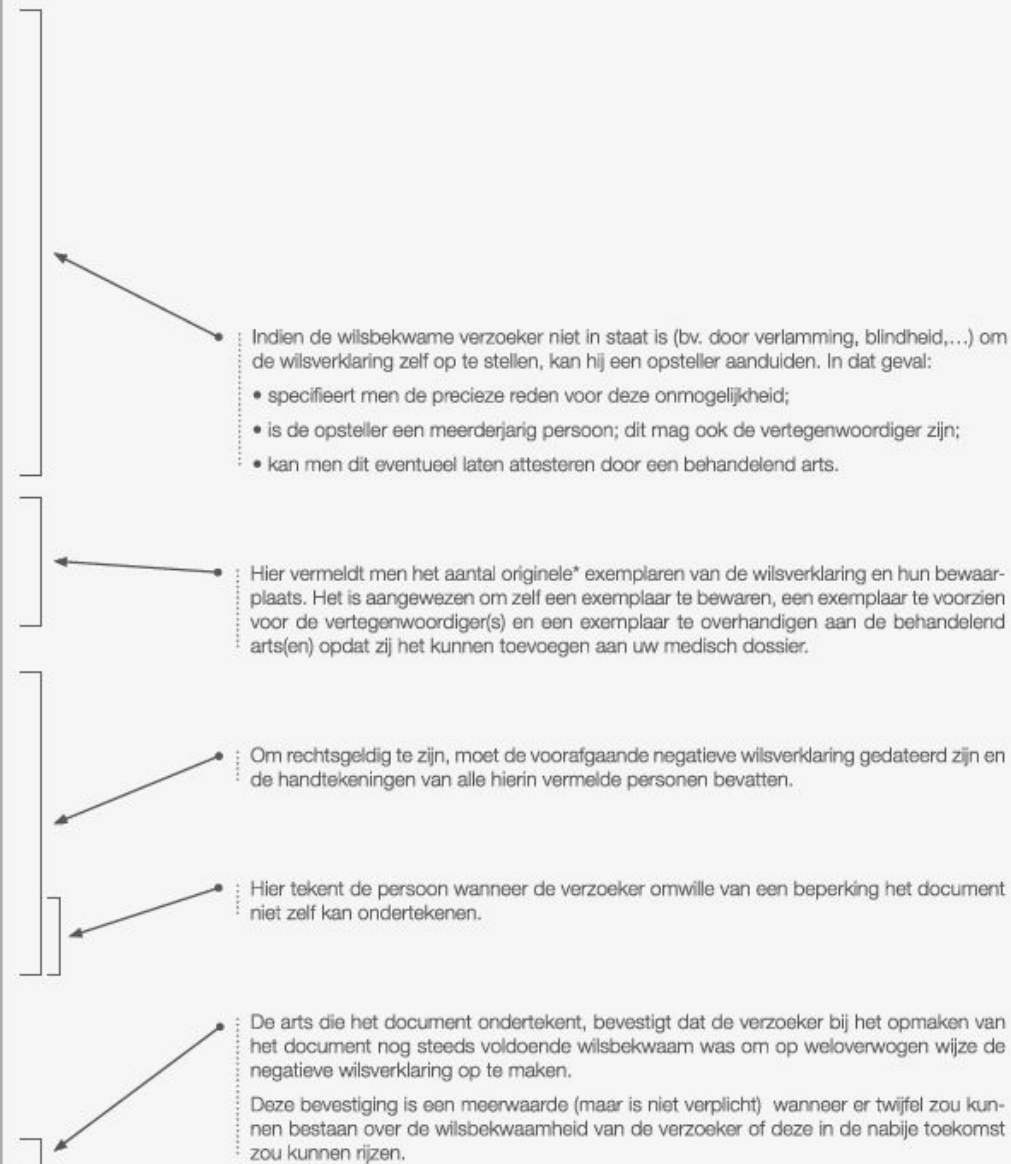 Indien de wilsbekwame verzoeker niet in staat is (bv. door verlamming, blindheid,...) om
de wilsverklaring zelf op te stellen, kan hij een opsteller aanduiden. In dat geval:
• specifieert men de precieze reden voor deze onmogelijkheid;
• is de opsteller een meerderjarig persoon; dit mag ook de vertegenwoordiger zijn;
• kan men dit eventueel laten attesteren door een behandelend arts.
Hier vermeldt men het aantal originele* exemplaren van de wilsverklaring en hun bewaar-
plaats. Het is aangewezen om zelf een exemplaar te bewaren, een exemplaar te voorzien
voor de vertegenwoordiger(s) en een exemplaar te overhandigen aan de behandelend
arts(en) opdat zij het kunnen toevoegen aan uw medisch dossier.
Om rechtsgeldig te zijn, moet de voorafgaande negatieve wilsverklaring gedateerd zijn en
de handtekeningen van alle hierin vermelde personen bevatten.
Hier tekent de persoon wanneer de verzoeker omwille van een beperking het document
niet zelf kan ondertekenen.
De arts die het document ondertekent, bevestigt dat de verzoeker bij het opmaken van
het document nog steeds voldoende wilsbekwaam was om op weloverwogen wijze de
negatieve wilsverklaring op te maken.
Deze bevestiging is een meerwaarde (maar is niet verplicht) wanneer er twijfel zou kun-
nen bestaan over de wilsbekwaamheid van de verzoeker of deze in de nabije toekomst
zou kunnen rijzen.